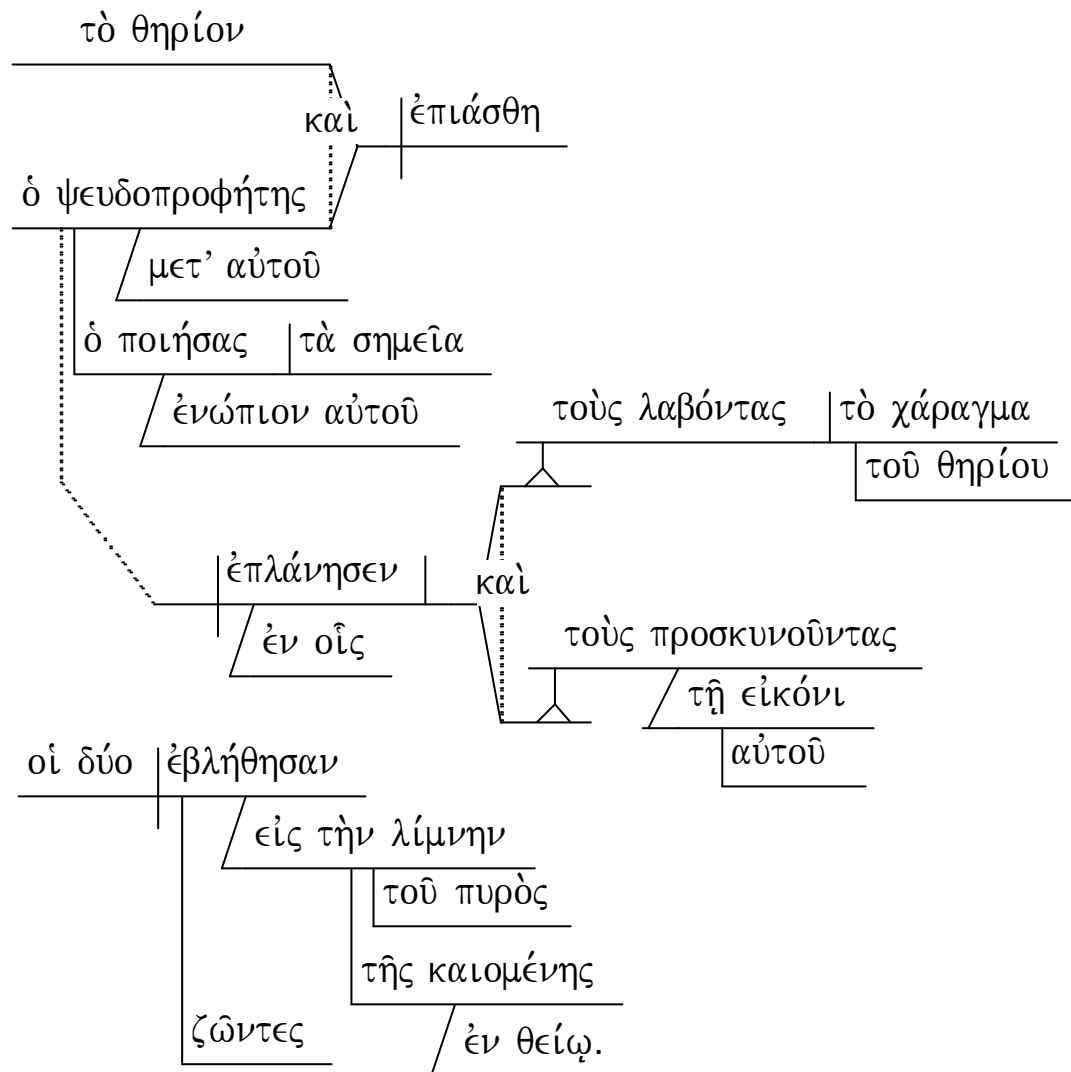 τὸ θηρίον
καὶ
ἐπιάσθη
ὁ ψευδοπροφήτης
μετ’ αὐτοῦ
ὁ ποιήσας τὰ σημεῖα
ἐνώπιον αὐτοῦ
τοὺς λαβόντας τὸ χάραγμα
τοῦ θηρίου
ἐπλάνησεν
καὶ
ἐν οἷς
τοὺς προσκυνοῦντας
τῇ εἰκόνι
αὐτοῦ
οἱ δύο ἐβλήθησαν
εἰς τὴν λίμνην
τοῦ πυρὸς
τῆς καιομένης
ζῶντες
ἐν θείῳ.